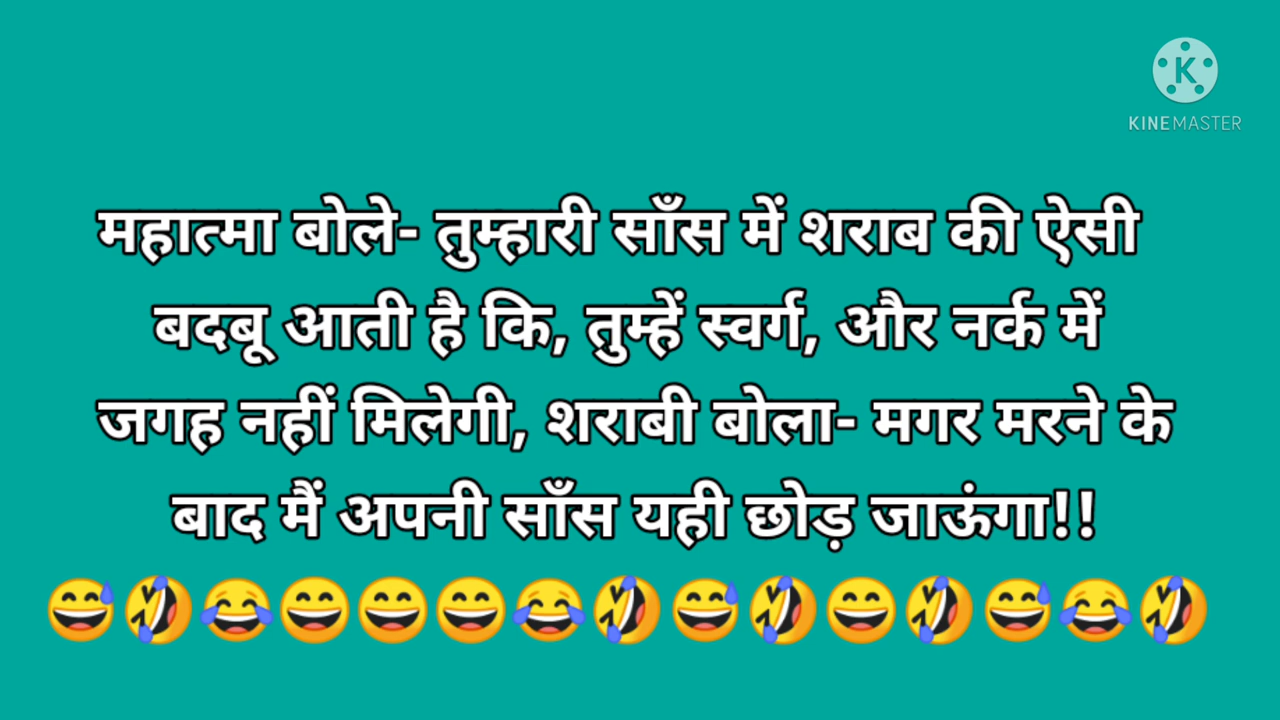 KINEMASTER
महात्मा बोले- तुम्हारी साँस में शराब की ऐसी
बदबू आती है कि, तुम्हें स्वर्ग, और नर्क में
जगह नहीं मिलेगी, शराबी बोला- मगर मरने के
बाद मैं अपनी साँस यही छोड़ जाऊंगा!!
😅🤣😂😄😄😄😂🤣😅🤣😄🤣😅😂🤣